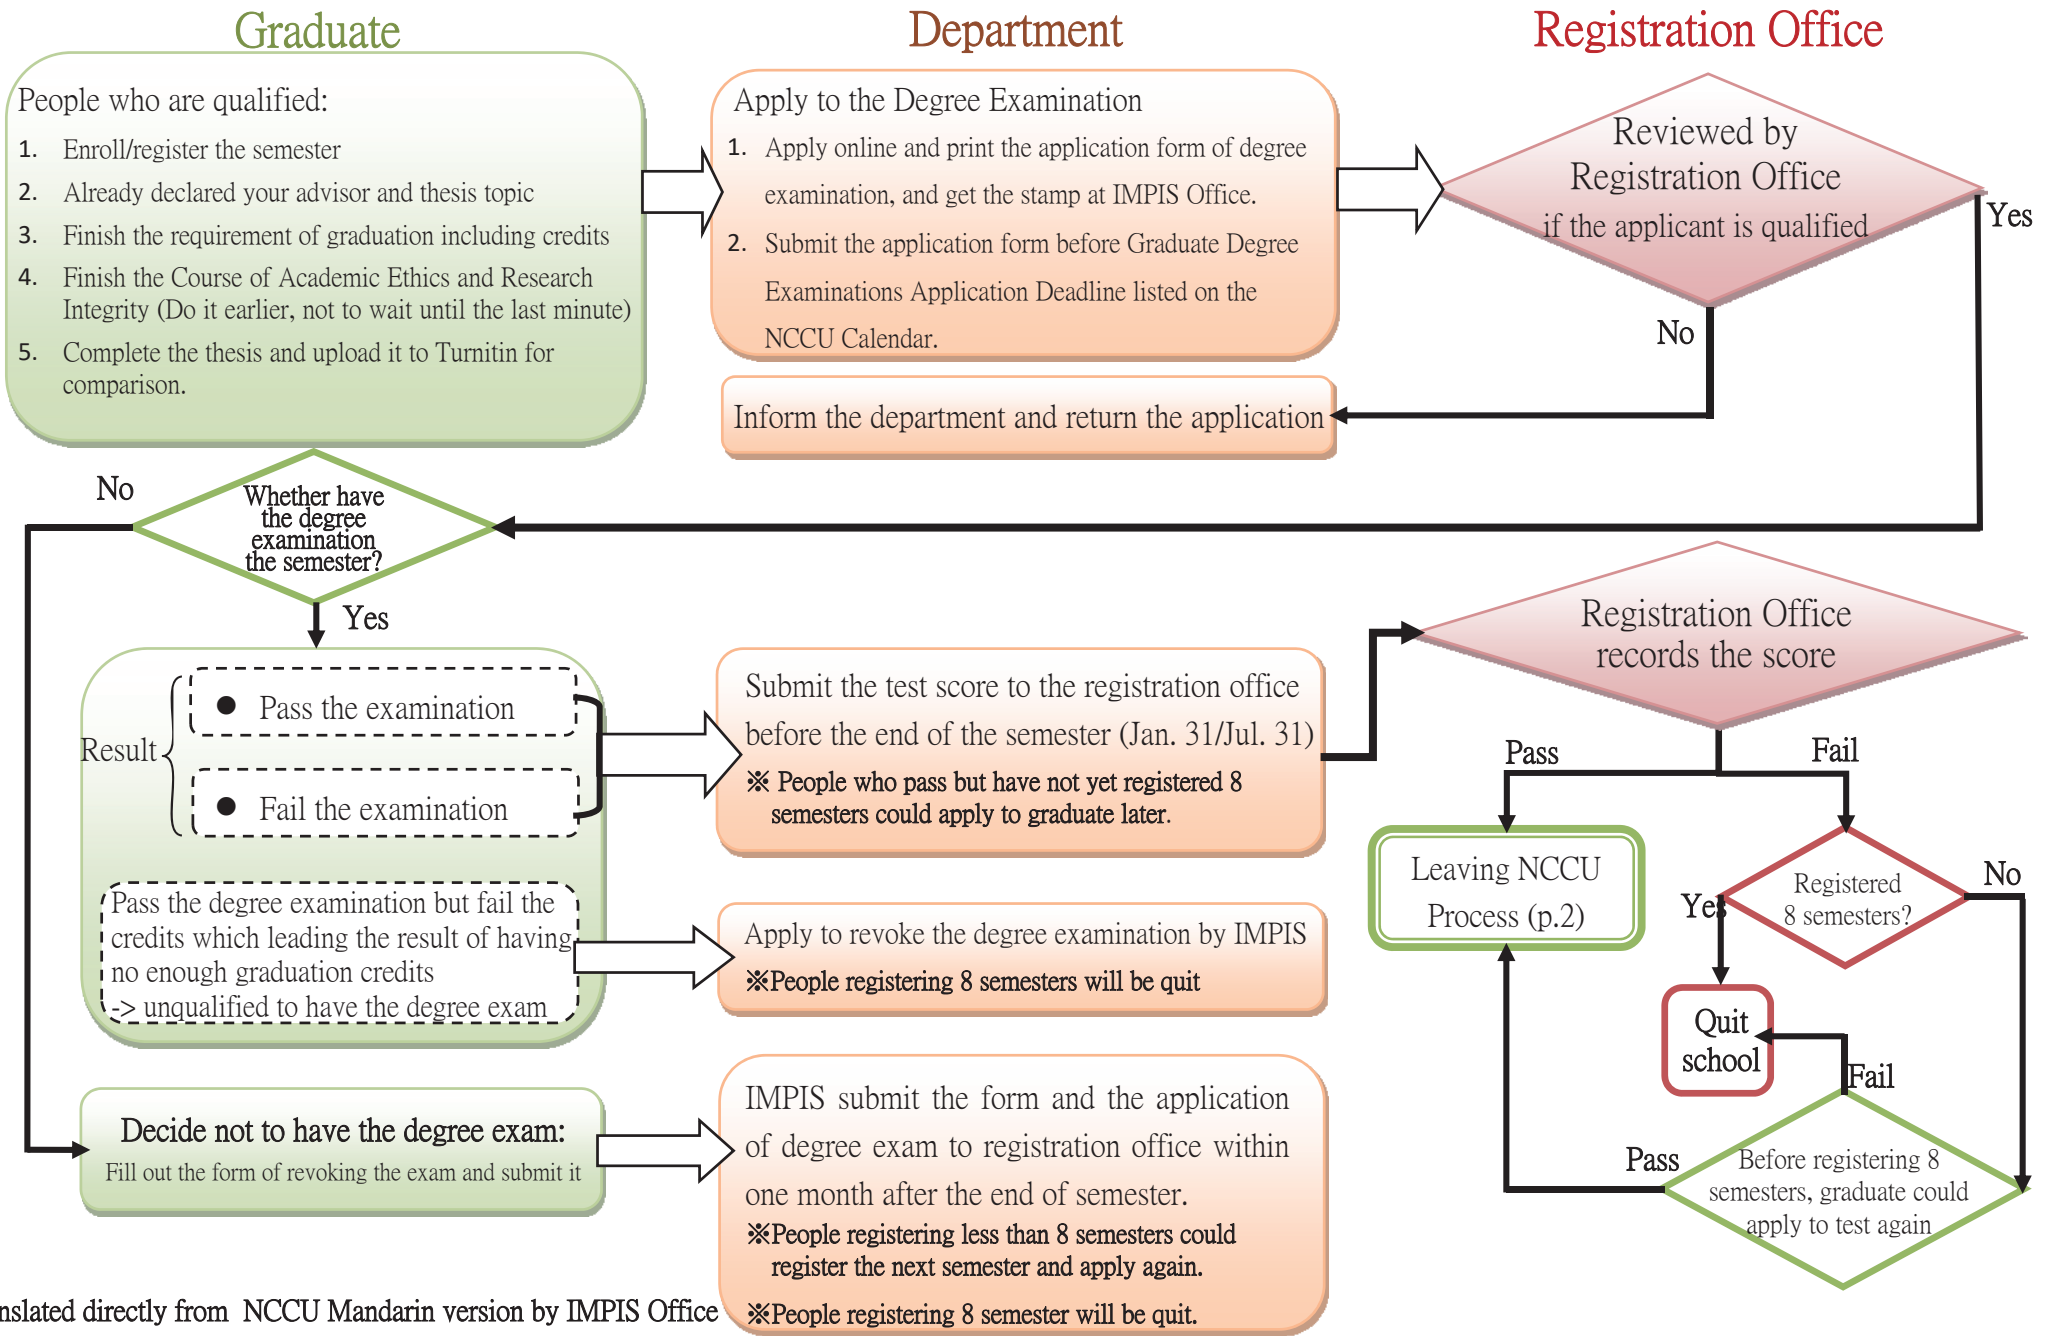 Graduate
Department
Registration Office
People who are qualified:
1. Enroll/register the semester
2. Already declared your advisor and thesis topic
3. Finish the requirement of graduation including credits
4. Finish the Course of Academic Ethics and Research
Integrity (Do it earlier, not to wait until the last minute)
5. Complete the thesis and upload it to Turnitin for
comparison.
Apply to the Degree Examination
1. Apply online and print the application form of degree
examination, and get the stamp at IMPIS Office.
2. Submit the application form before Graduate Degree
Examinations Application Deadline listed on the
NCCU Calendar.
Reviewed by
Registration Office
if the applicant is qualified
Yes
No
Inform the department and return the application
No
Whether have
the degree
examination
the semester?
Yes
Result
● Pass the examination
● Fail the examination
Pass the degree examination but fail the
credits which leading the result of having
no enough graduation credits
-> unqualified to have the degree exam
Submit the test score to the registration office
before the end of the semester (Jan. 31/Jul. 31)
※ People who pass but have not yet registered 8
semesters could apply to graduate later.
Apply to revoke the degree examination by IMPIS
※People registering 8 semesters will be quit
Registration Office
records the score
Pass
Fail
Leaving NCCU
Process (p.2)
Registered
8 semesters?
Yes
No
Quit
school
Fail
Pass
Before registering 8
semesters, graduate could
apply to test again
Decide not to have the degree exam:
Fill out the form of revoking the exam and submit it
IMPIS submit the form and the application
of degree exam to registration office within
one month after the end of semester.
※People registering less than 8 semesters could
register the next semester and apply again.
※People registering 8 semester will be quit.
nslated directly from NCCU Mandarin version by IMPIS Office